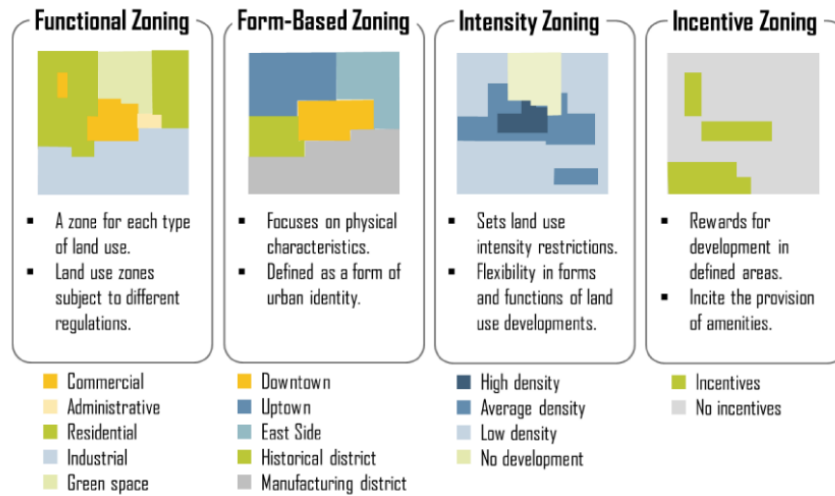 Functional Zoning
▪ A zone for each type
of land use.
▪ Land use zones
subject to different
regulations.
Commercial
Administrative
Residential
Industrial
Green space
Form-Based Zoning
▪ Focuses on physical
characteristics.
▪ Defined as a form of
urban identity.
Downtown
Uptown
East Side
Historical district
Manufacturing district
Intensity Zoning
▪ Sets land use
intensity restrictions.
▪ Flexibility in forms
and functions of land
use developments.
High density
Average density
Low density
No development
Incentive Zoning
▪ Rewards for
development in
defined areas.
▪ Incite the provision
of amenities.
Incentives
No incentives